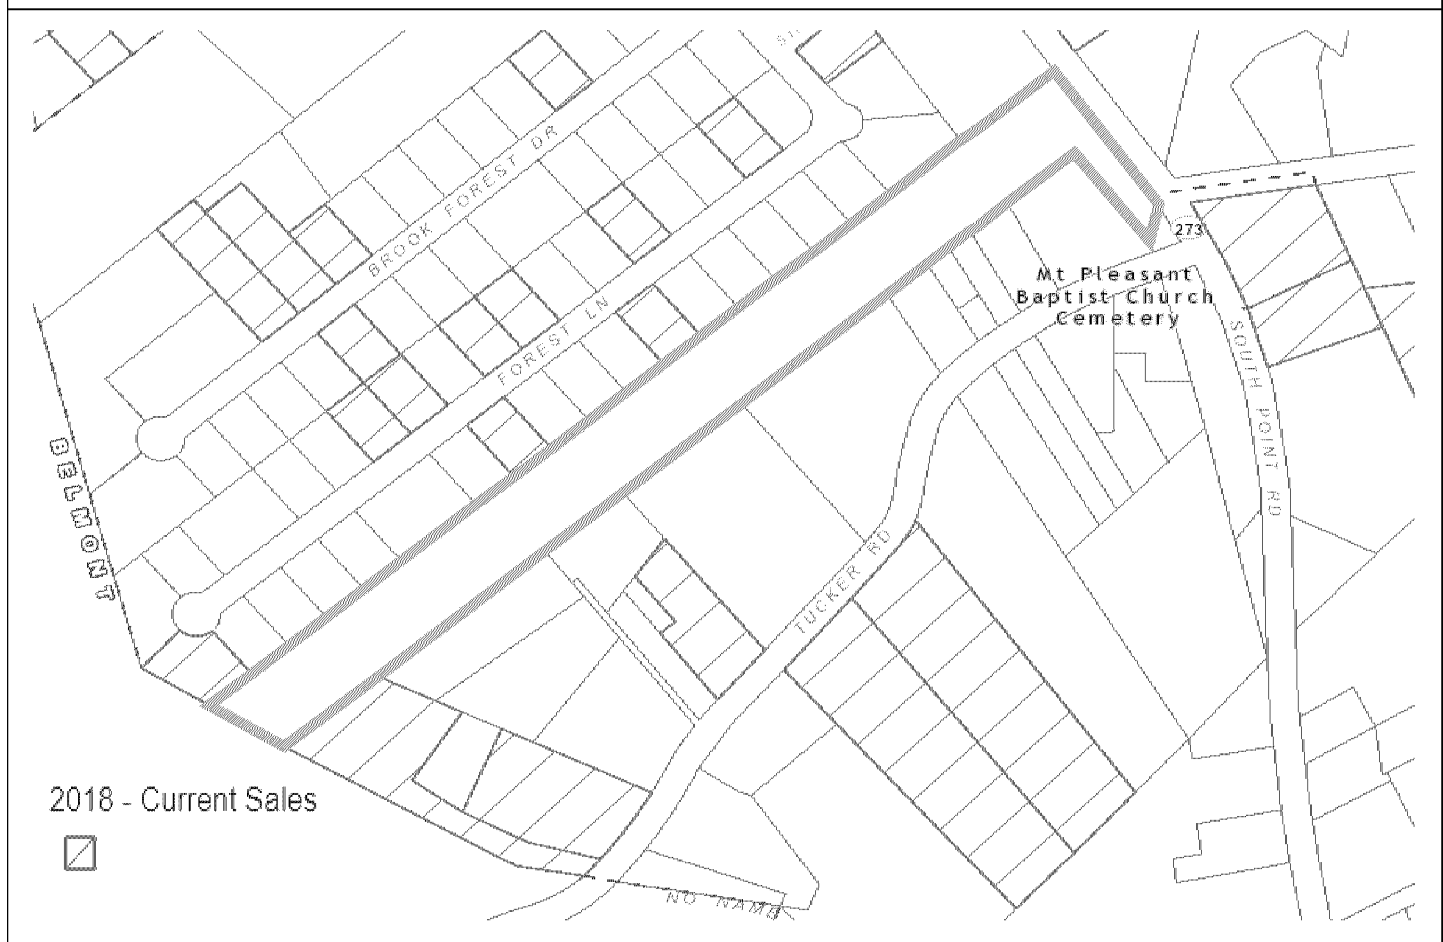 BROOK FOREST DR
FOREST LN
273
Mt Pleasant
Baptist Church
Cemetery
SOUTH POINT RD
BELMONT
TUCKER RD
2018 - Current Sales
NO NAME